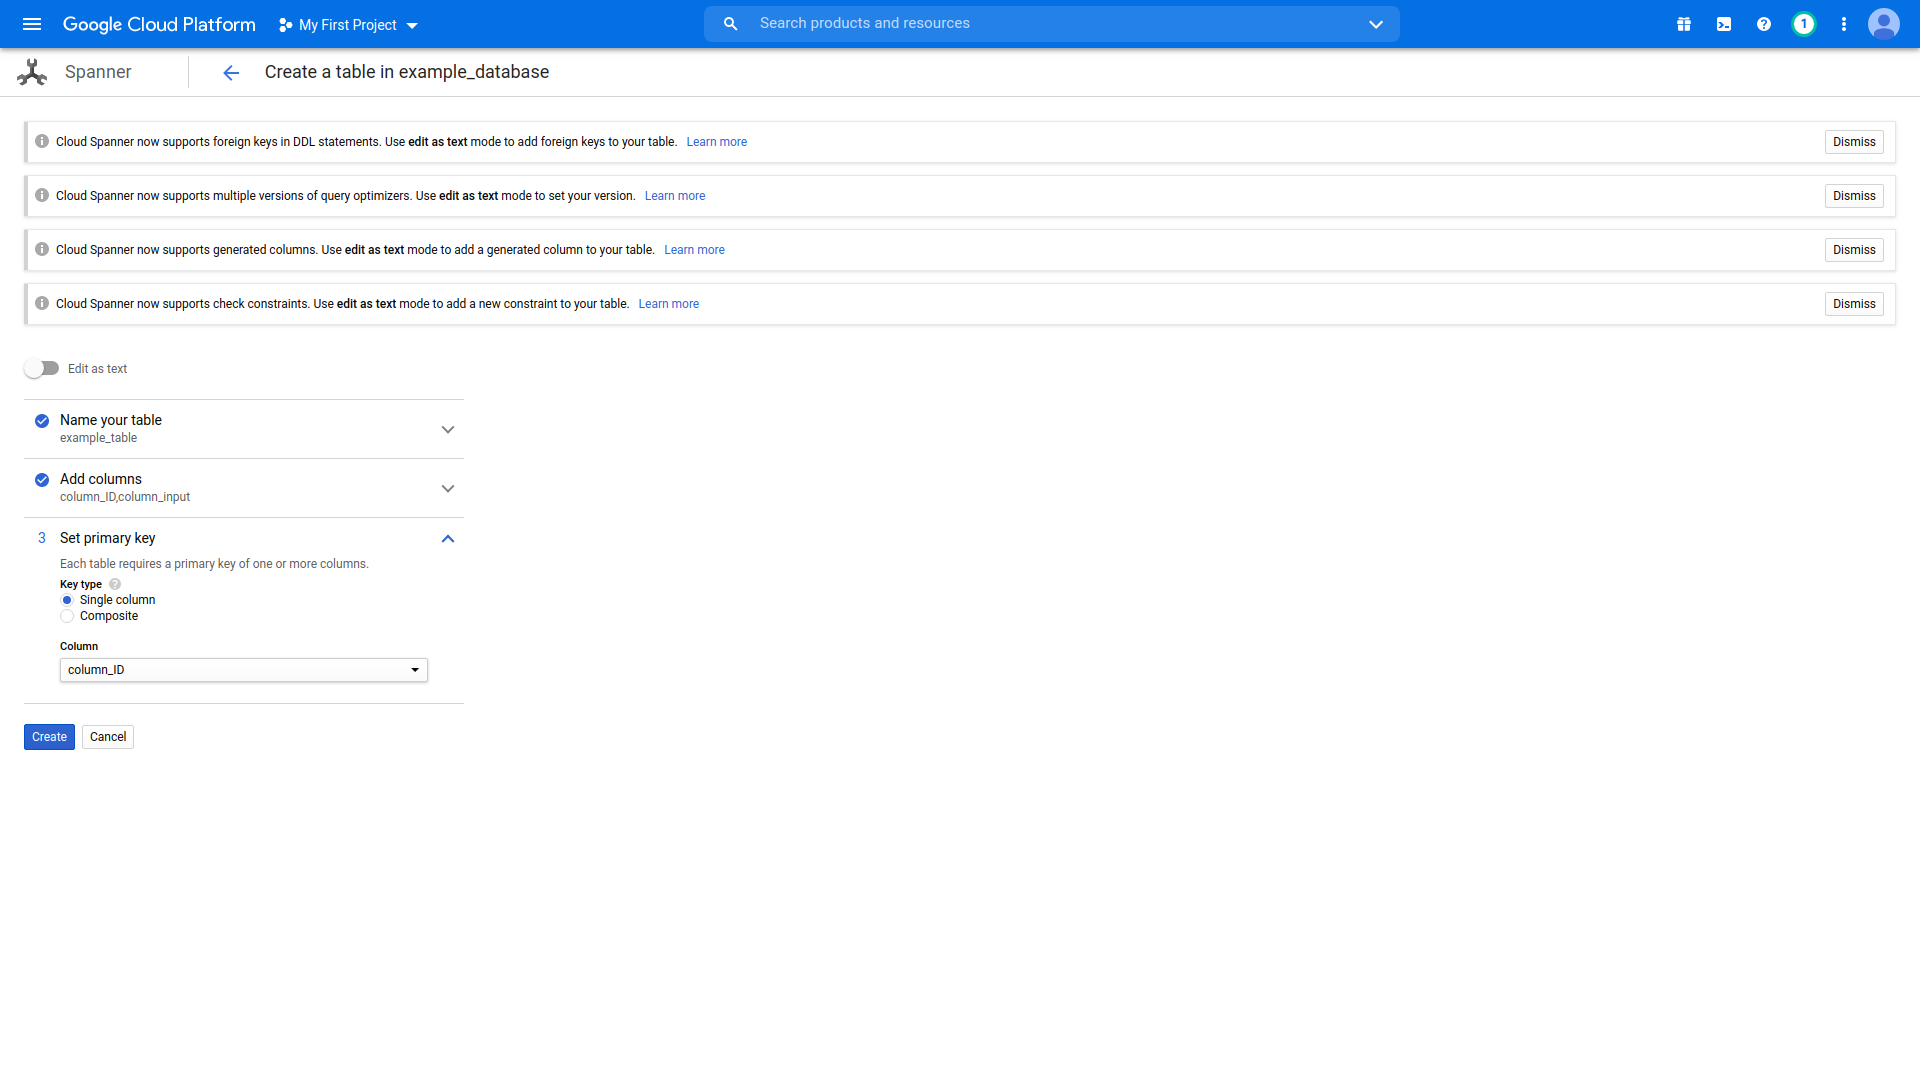 Google Cloud Platform My First Project Search products and resources 1
Spanner Create a table in example_database
Cloud Spanner now supports foreign keys in DDL statements. Use edit as text mode to add foreign keys to your table. Learn more Dismiss
Cloud Spanner now supports multiple versions of query optimizers. Use edit as text mode to set your version. Learn more Dismiss
Cloud Spanner now supports generated columns. Use edit as text mode to add a generated column to your table. Learn more Dismiss
Cloud Spanner now supports check constraints. Use edit as text mode to add a new constraint to your table. Learn more Dismiss
Edit as text
Name your table
example_table
Add columns
column_ID,column_input
3 Set primary key
Each table requires a primary key of one or more columns.
Key type
Single column
Composite
Column
column_ID
Create Cancel